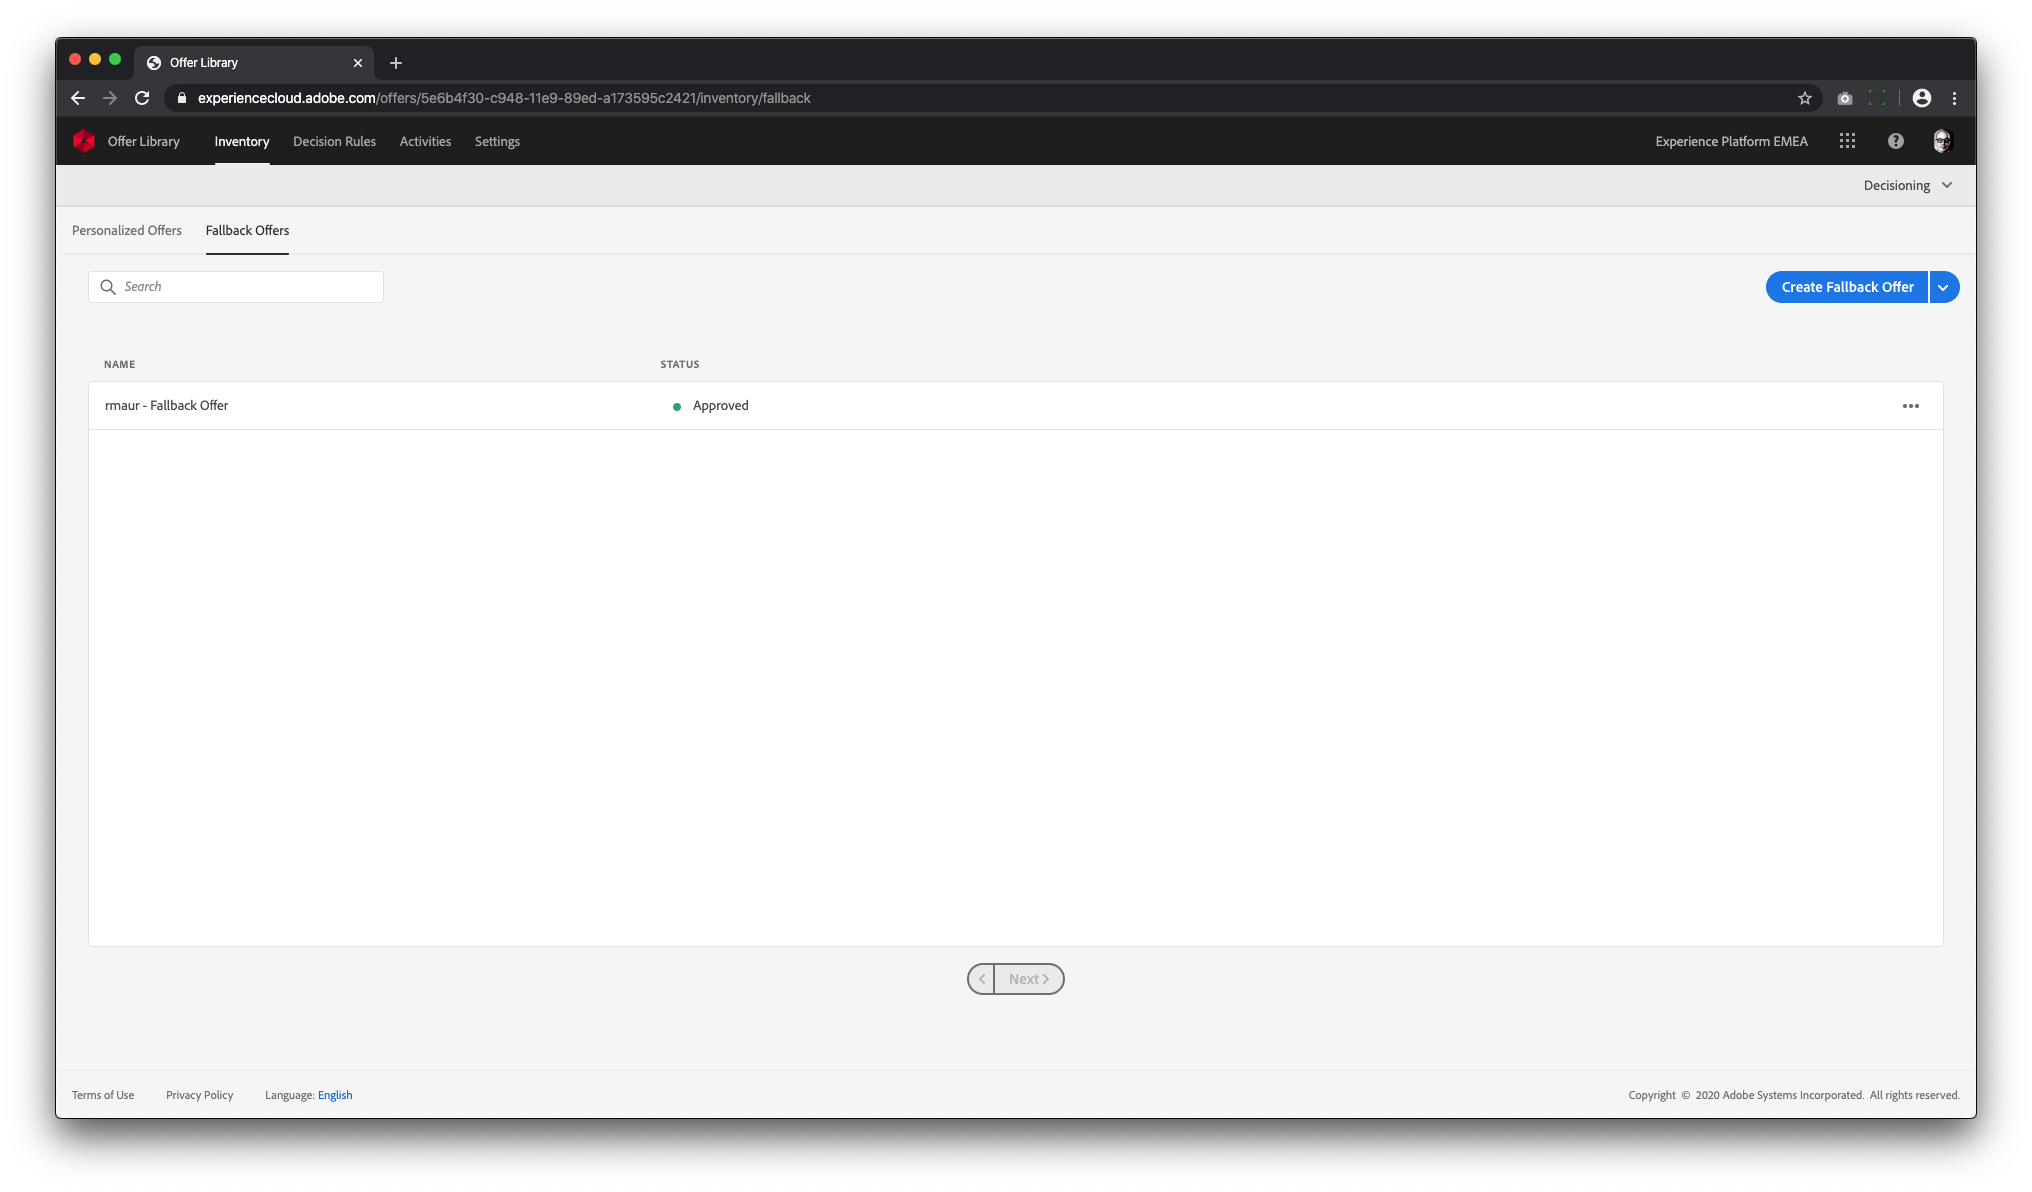 Offer Library
experiencecloud.adobe.com/offers/5e6b4f30-c948-11e9-89ed-a173595c2421/inventory/fallback
Offer Library Inventory Decision Rules Activities Settings Experience Platform EMEA
Decisioning
Personalized Offers Fallback Offers
Search Create Fallback Offer
NAME STATUS
rmaur - Fallback Offer Approved
Next
Terms of Use Privacy Policy Language: English Copyright © 2020 Adobe Systems Incorporated. All rights reserved.